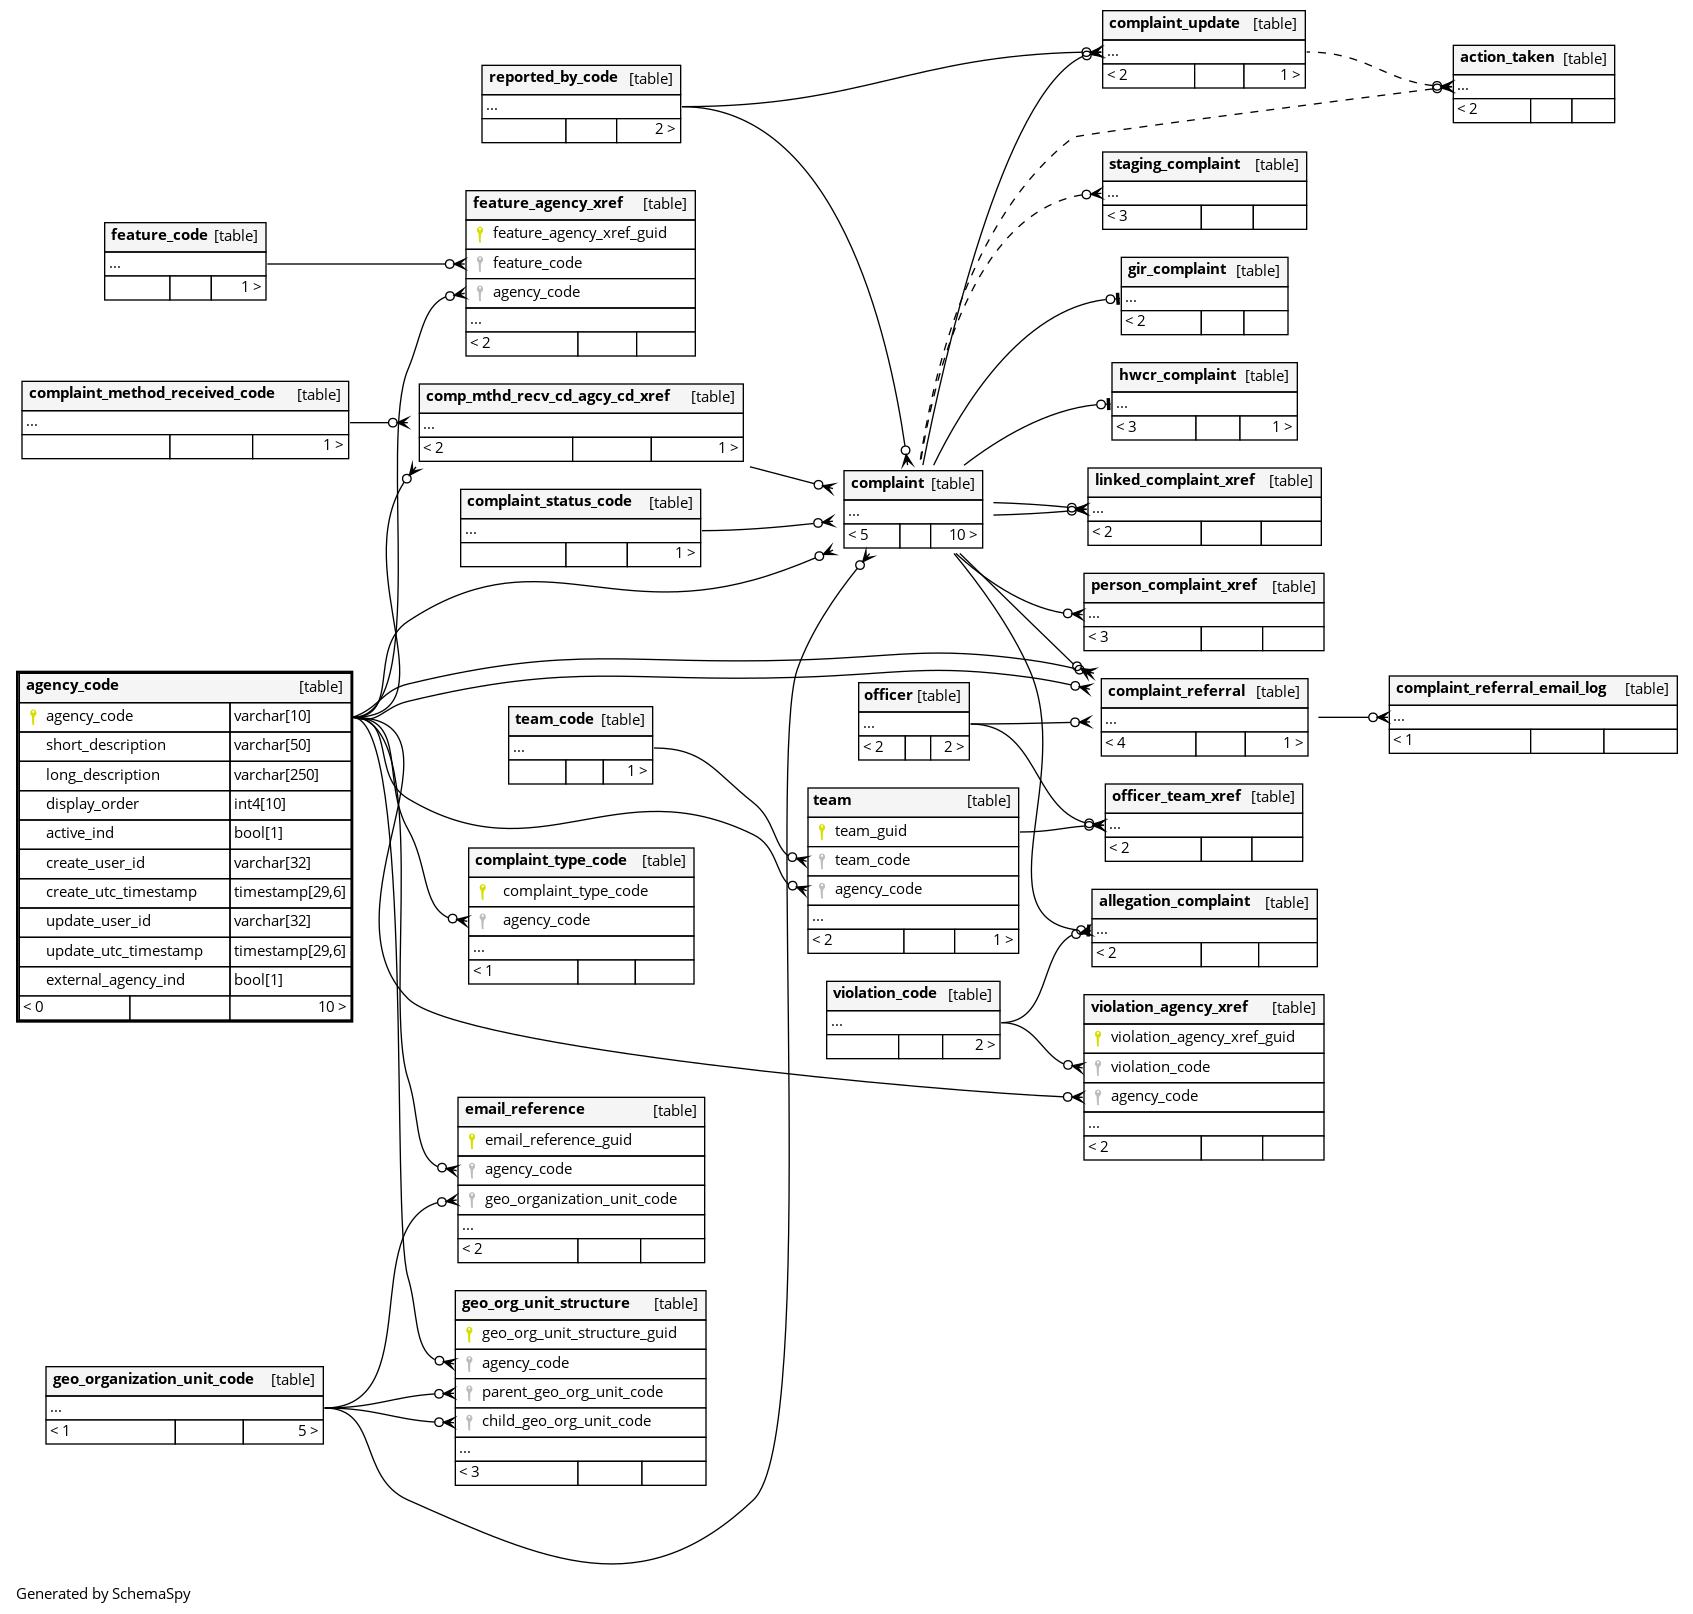 complaint_update [table]
...
< 2 1 >
action_taken [table]
...
< 2
reported_by_code [table]
...
2 >
staging_complaint [table]
...
< 3
feature_agency_xref [table]
feature_agency_xref_guid
feature_code
agency_code
...
< 2
feature_code [table]
...
1 >
gir_complaint [table]
...
< 2
complaint_method_received_code [table]
...
1 >
comp_mthd_recv_cd_agcy_cd_xref [table]
...
< 2 1 >
hwcr_complaint [table]
...
< 3 1 >
complaint_status_code [table]
...
1 >
complaint [table]
...
< 5 10 >
linked_complaint_xref [table]
...
< 2
person_complaint_xref [table]
...
< 3
agency_code [table]
agency_code varchar[10]
short_description varchar[50]
long_description varchar[250]
display_order int4[10]
active_ind bool[1]
create_user_id varchar[32]
create_utc_timestamp timestamp[29,6]
update_user_id varchar[32]
update_utc_timestamp timestamp[29,6]
external_agency_ind bool[1]
< 0 10 >
team_code [table]
...
1 >
officer [table]
...
< 2 2 >
complaint_referral [table]
...
< 4 1 >
complaint_referral_email_log [table]
...
< 1
team [table]
team_guid
team_code
agency_code
...
< 2 1 >
officer_team_xref [table]
...
< 2
complaint_type_code [table]
complaint_type_code
agency_code
...
< 1
allegation_complaint [table]
...
< 2
violation_code [table]
...
2 >
violation_agency_xref [table]
violation_agency_xref_guid
violation_code
agency_code
...
< 2
email_reference [table]
email_reference_guid
agency_code
geo_organization_unit_code
...
< 2
geo_org_unit_structure [table]
geo_org_unit_structure_guid
agency_code
parent_geo_org_unit_code
child_geo_org_unit_code
...
< 3
geo_organization_unit_code [table]
...
< 1 5 >
Generated by SchemaSpy